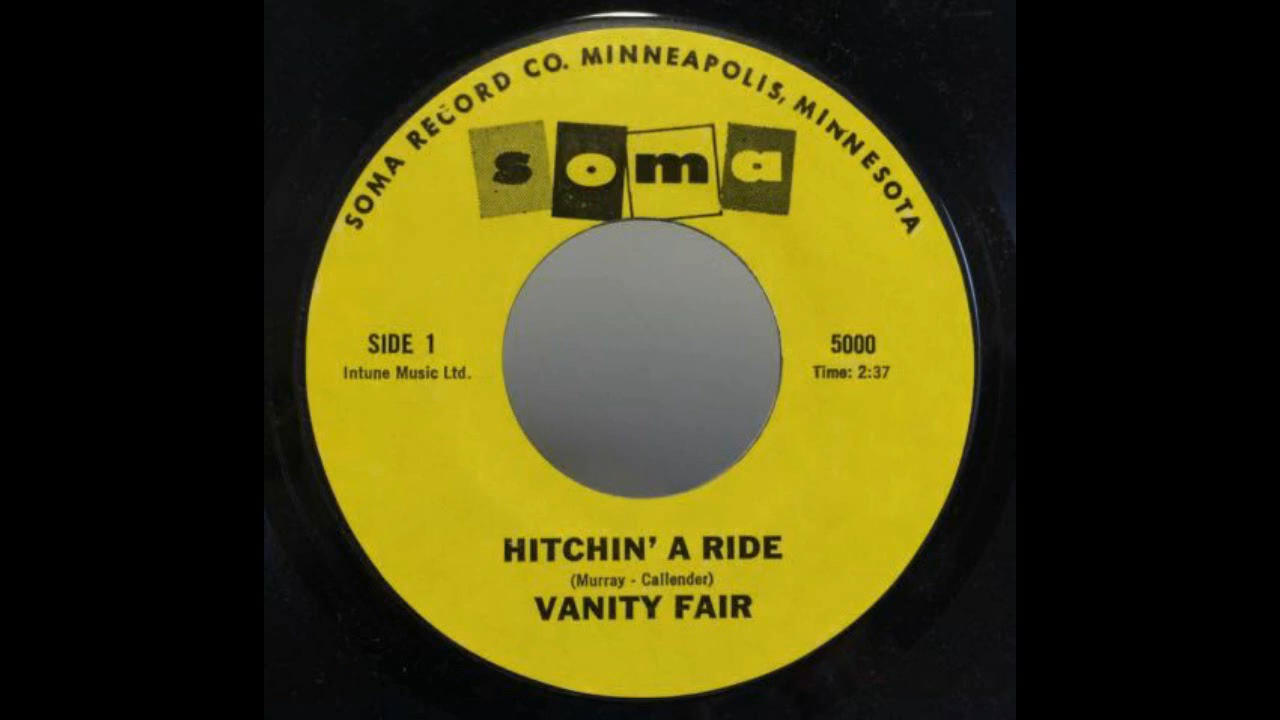 SOMA RECORD CO. MINNEAPOLIS, MINNESOTA
soma
SIDE 1
Intune Music Ltd.
5000
Time: 2:37
HITCHIN' A RIDE
(Murray - Callender)
VANITY FAIR